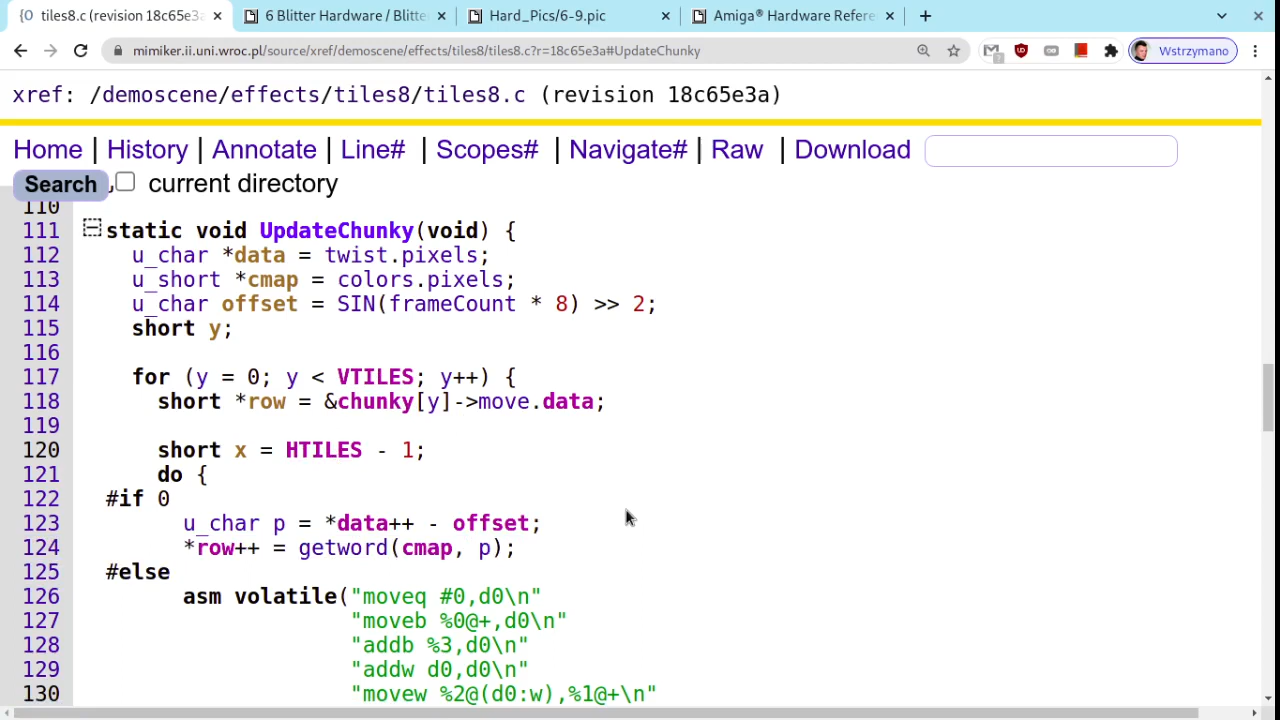 tiles8.c (revision 18c65e3a
6 Blitter Hardware / Blitte
Hard_Pics/6-9.pic
Amiga® Hardware Refere
mimiker.ii.uni.wroc.pl/source/xref/demoscene/effects/tiles8/tiles8.c?r=18c65e3a#UpdateChunky
Wstrzymano
xref: /demoscene/effects/tiles8/tiles8.c (revision 18c65e3a)
Home | History | Annotate | Line# | Scopes# | Navigate# | Raw | Download
Search current directory
110
111 static void UpdateChunky(void) {
112 u_char *data = twist.pixels;
113 u_short *cmap = colors.pixels;
114 u_char offset = SIN(frameCount * 8) >> 2;
115 short y;
116
117 for (y = 0; y < VTILES; y++) {
118 short *row = &chunky[y]->move.data;
119
120 short x = HTILES - 1;
121 do {
122 #if 0
123 u_char p = *data++ - offset;
124 *row++ = getword(cmap, p);
125 #else
126 asm volatile("moveq #0,d0\n"
127 "moveb %0@+,d0\n"
128 "addb %3,d0\n"
129 "addw d0,d0\n"
130 "movew %2@(d0:w),%1@+\n"